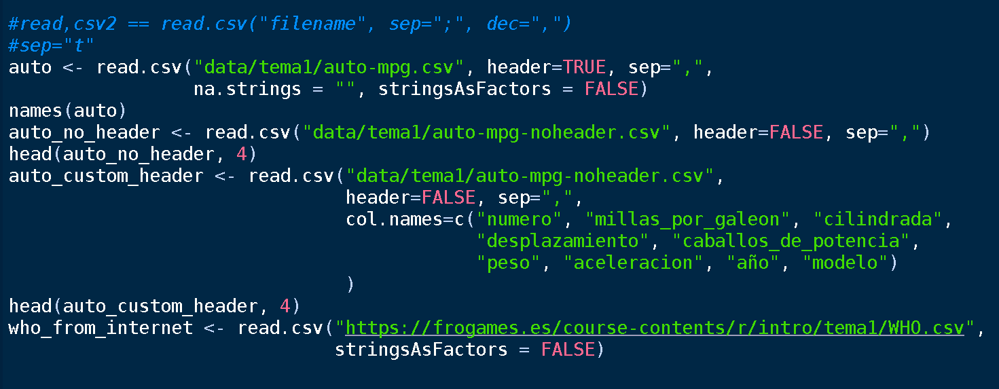 #read,csv2 == read.csv("filename", sep=";", dec=",")
#sep="t"
auto <- read.csv("data/tema1/auto-mpg.csv", header=TRUE, sep=",",
na.strings = "", stringsAsFactors = FALSE)
names(auto)
auto_no_header <- read.csv("data/tema1/auto-mpg-noheader.csv", header=FALSE, sep=",")
head(auto_no_header, 4)
auto_custom_header <- read.csv("data/tema1/auto-mpg-noheader.csv",
header=FALSE, sep=",",
col.names=c("numero", "millas_por_galeon", "cilindrada",
"desplazamiento", "caballos_de_potencia",
"peso", "aceleracion", "año", "modelo")
)
head(auto_custom_header, 4)
who_from_internet <- read.csv("https://frogames.es/course-contents/r/intro/tema1/WHO.csv",
stringsAsFactors = FALSE)